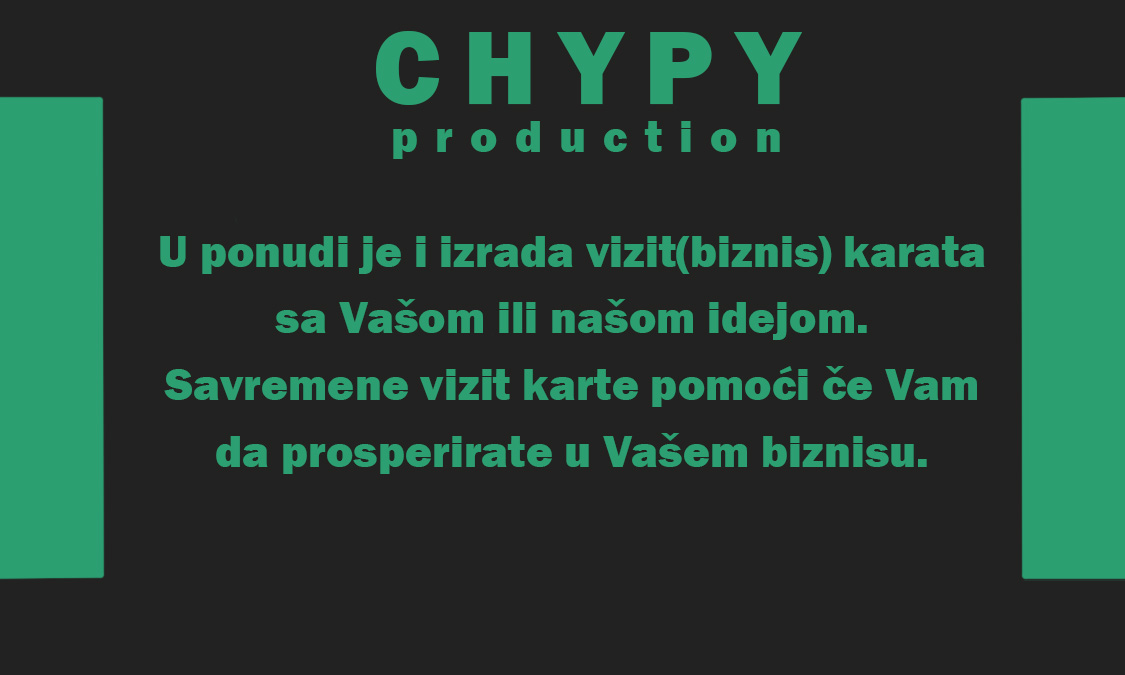 CHYPY
production
U ponudi je i izrada vizit(biznis) karata
sa Vašom ili našom idejom.
Savremene vizit karte pomoći če Vam
da prosperirate u Vašem biznisu.